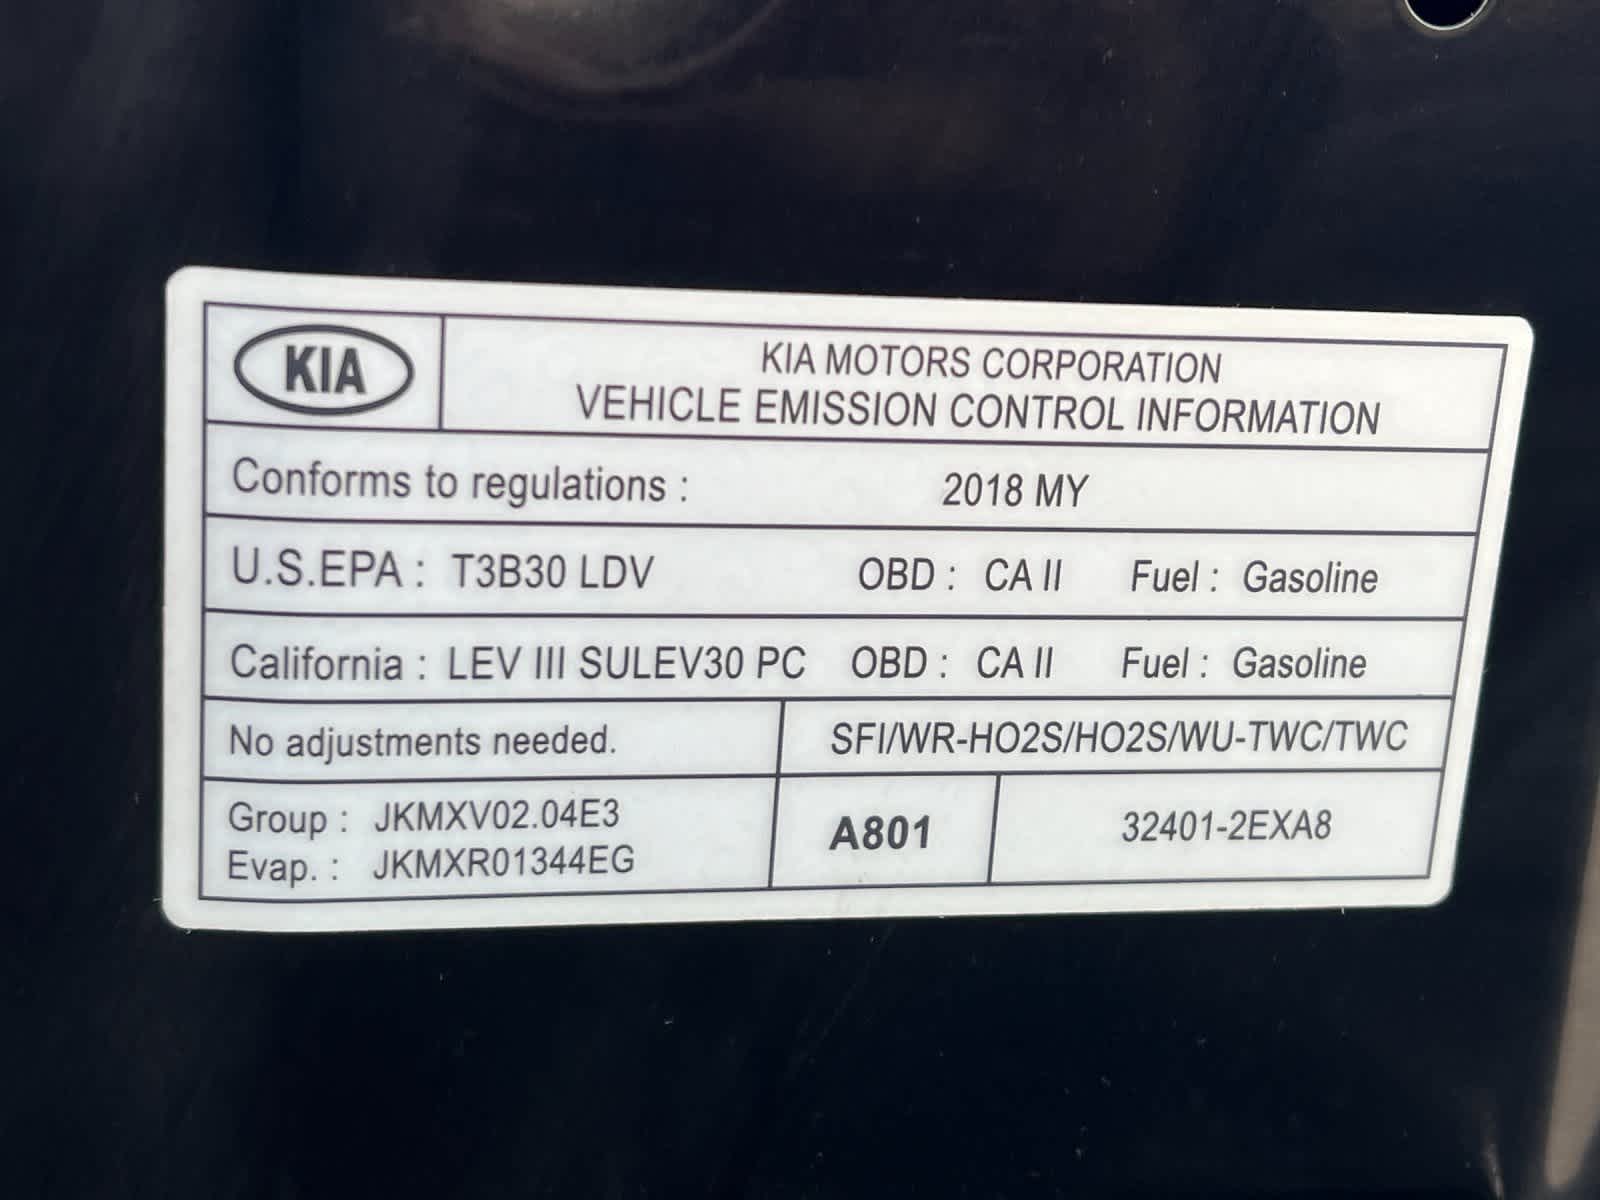 KIA
KIA MOTORS CORPORATION
VEHICLE EMISSION CONTROL INFORMATION
Conforms to regulations : 2018 MY
U.S.EPA : T3B30 LDV OBD : CA II Fuel : Gasoline
California : LEV III SULEV30 PC OBD : CA II Fuel : Gasoline
No adjustments needed. SFI/WR-HO2S/HO2S/WU-TWC/TWC
Group : JKMXV02.04E3
Evap. : JKMXR01344EG
A801
32401-2EXA8